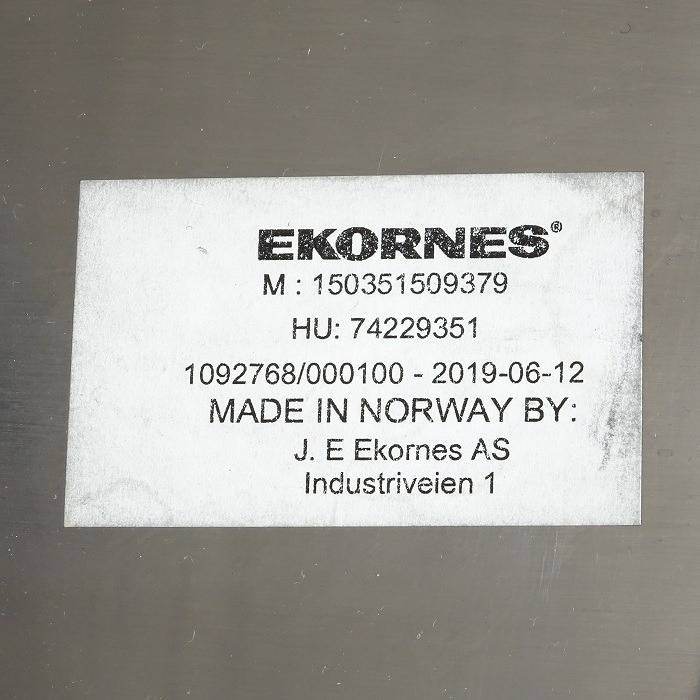 EKORNES®
M : 150351509379
HU: 74229351
1092768/000100 - 2019-06-12
MADE IN NORWAY BY:
J. E Ekornes AS
Industriveien 1